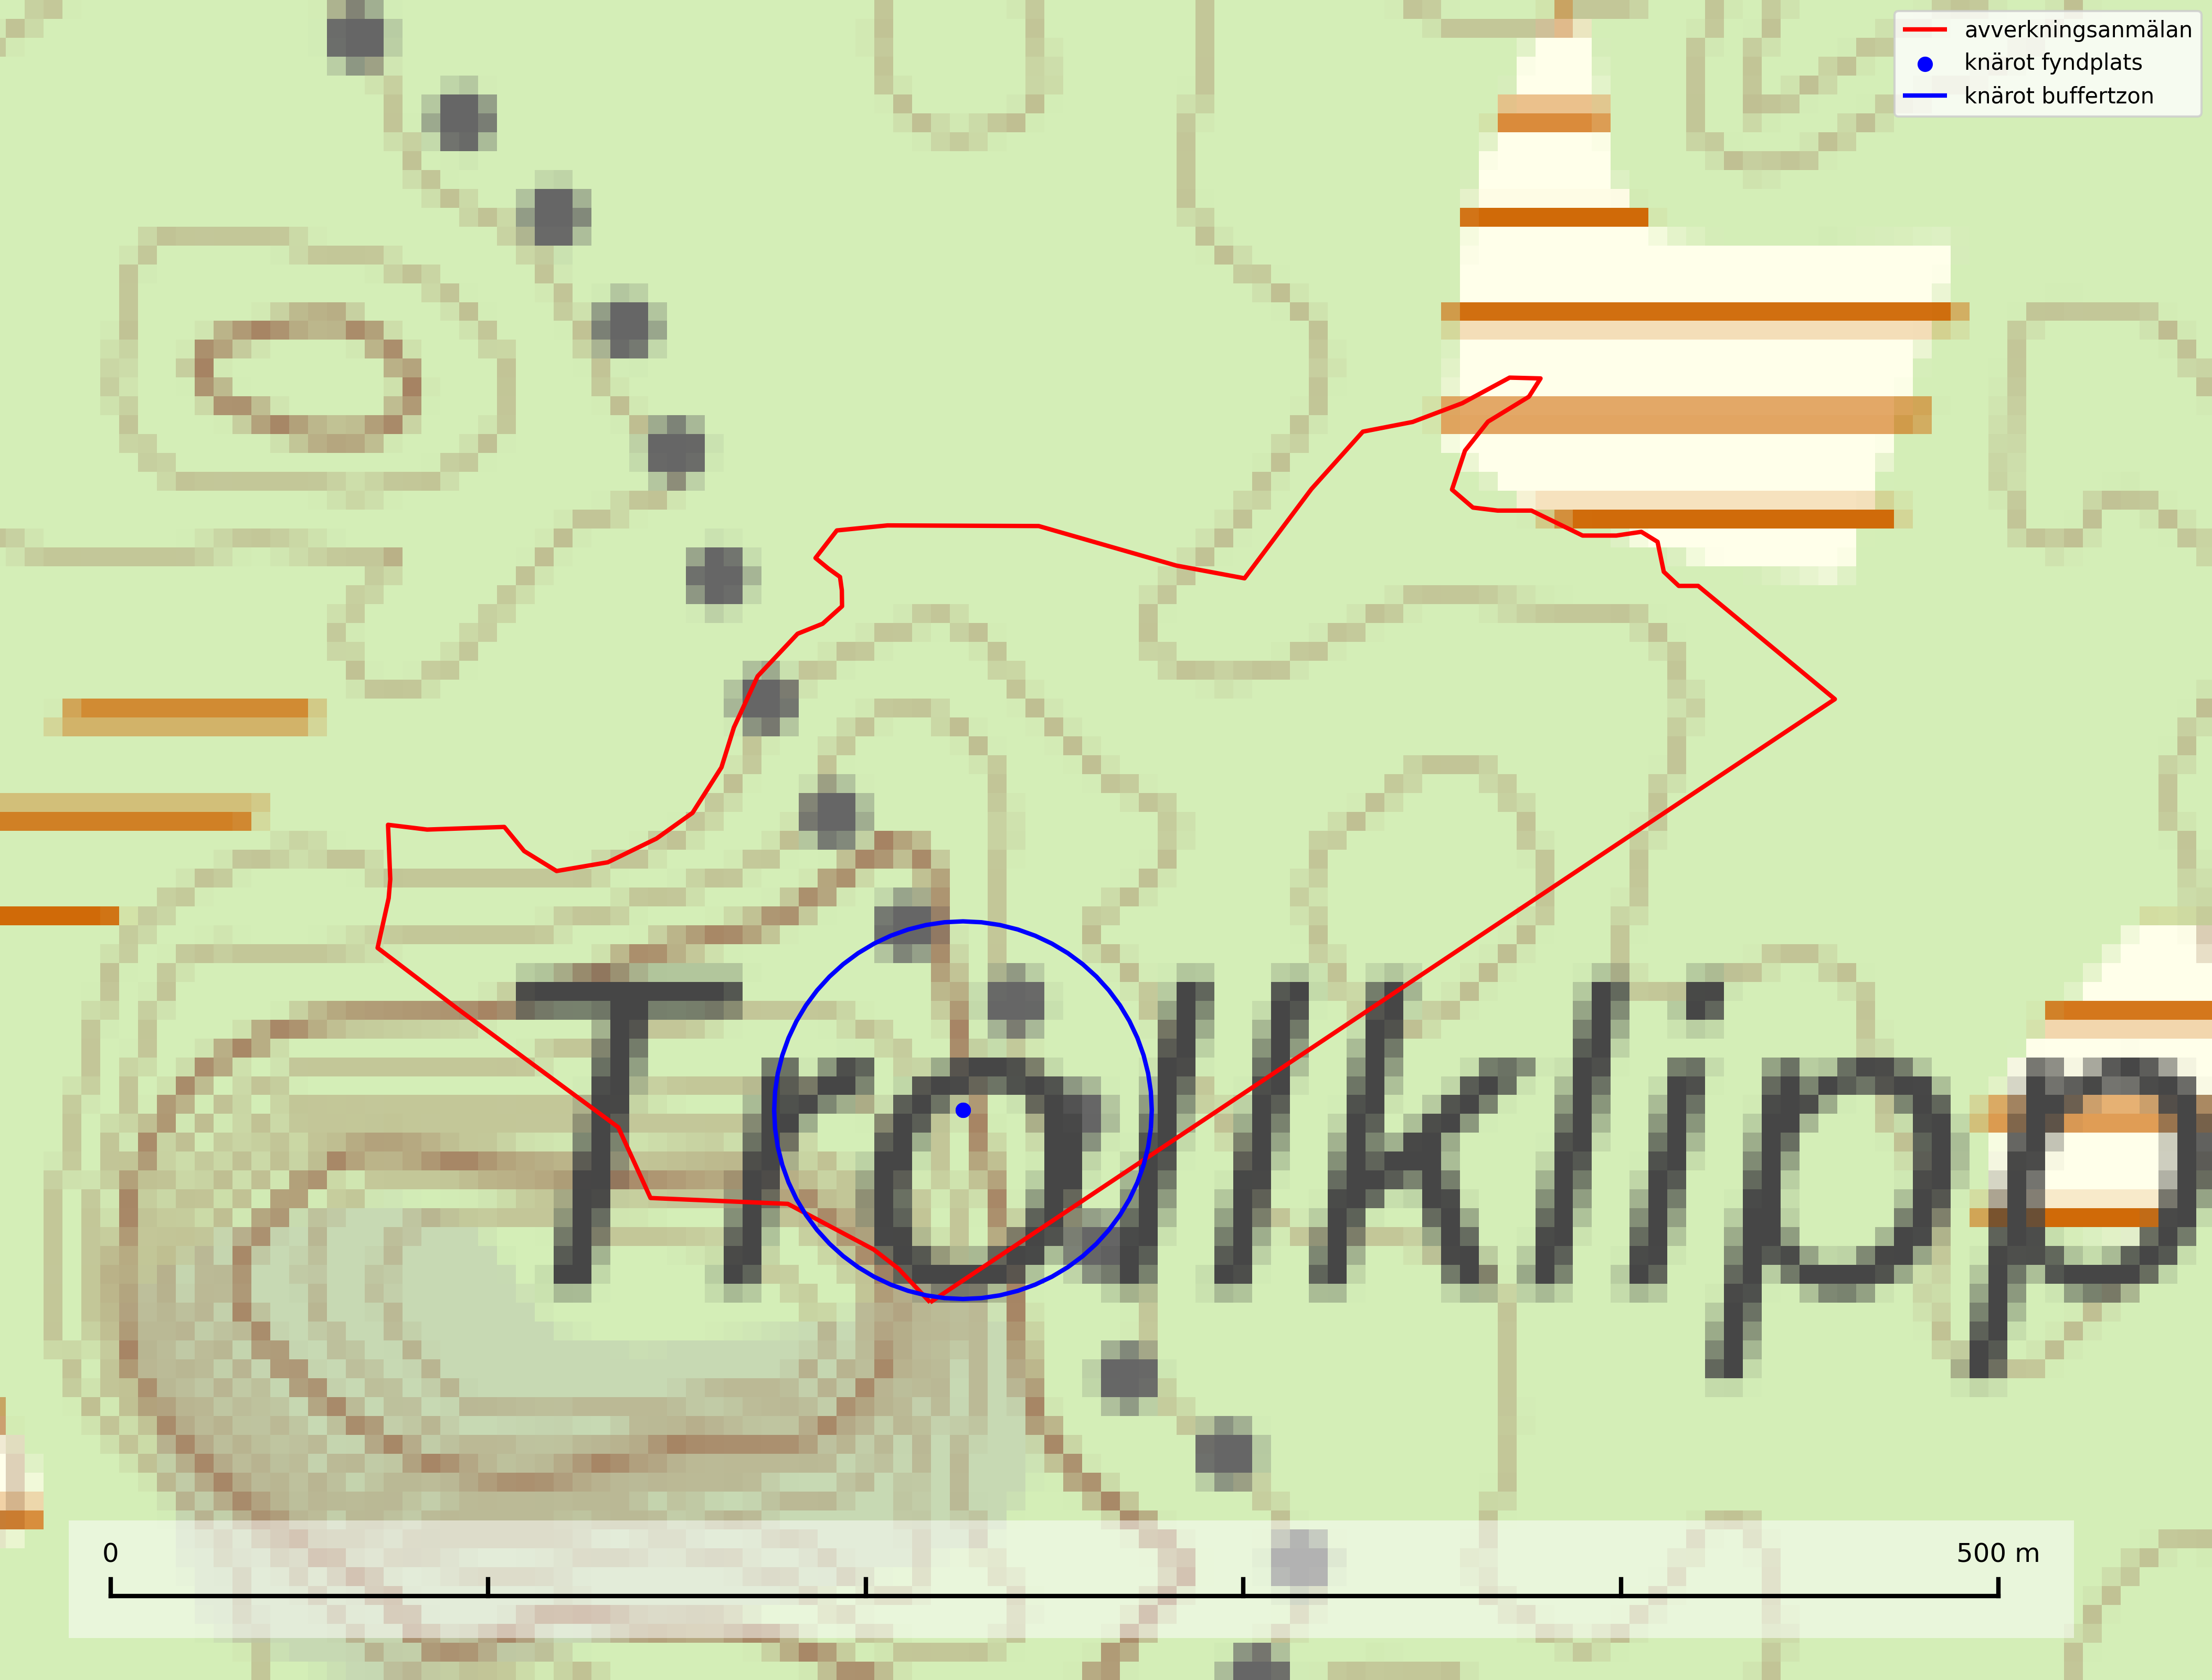 avverkningsanmälan
knärot fyndplats
knärot buffertzon
Trollklipp
0
500 m